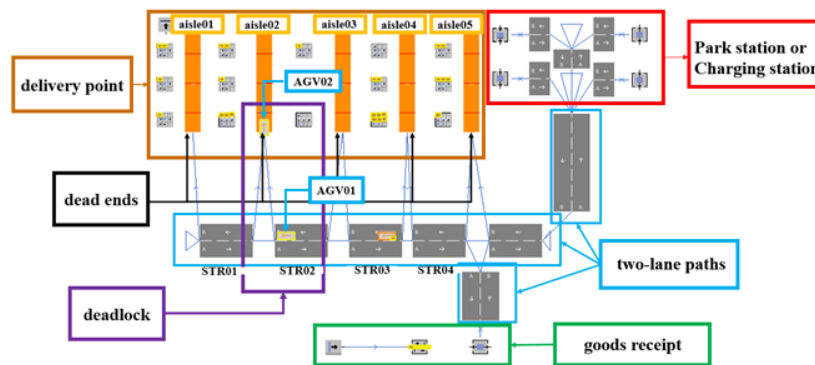 aisle01 aisle02 aisle03 aisle04 aisle05
Park station or
Charging station
delivery point
AGV02
dead ends
AGV01
two-lane paths
STR01 STR02 STR03 STR04
deadlock
goods receipt